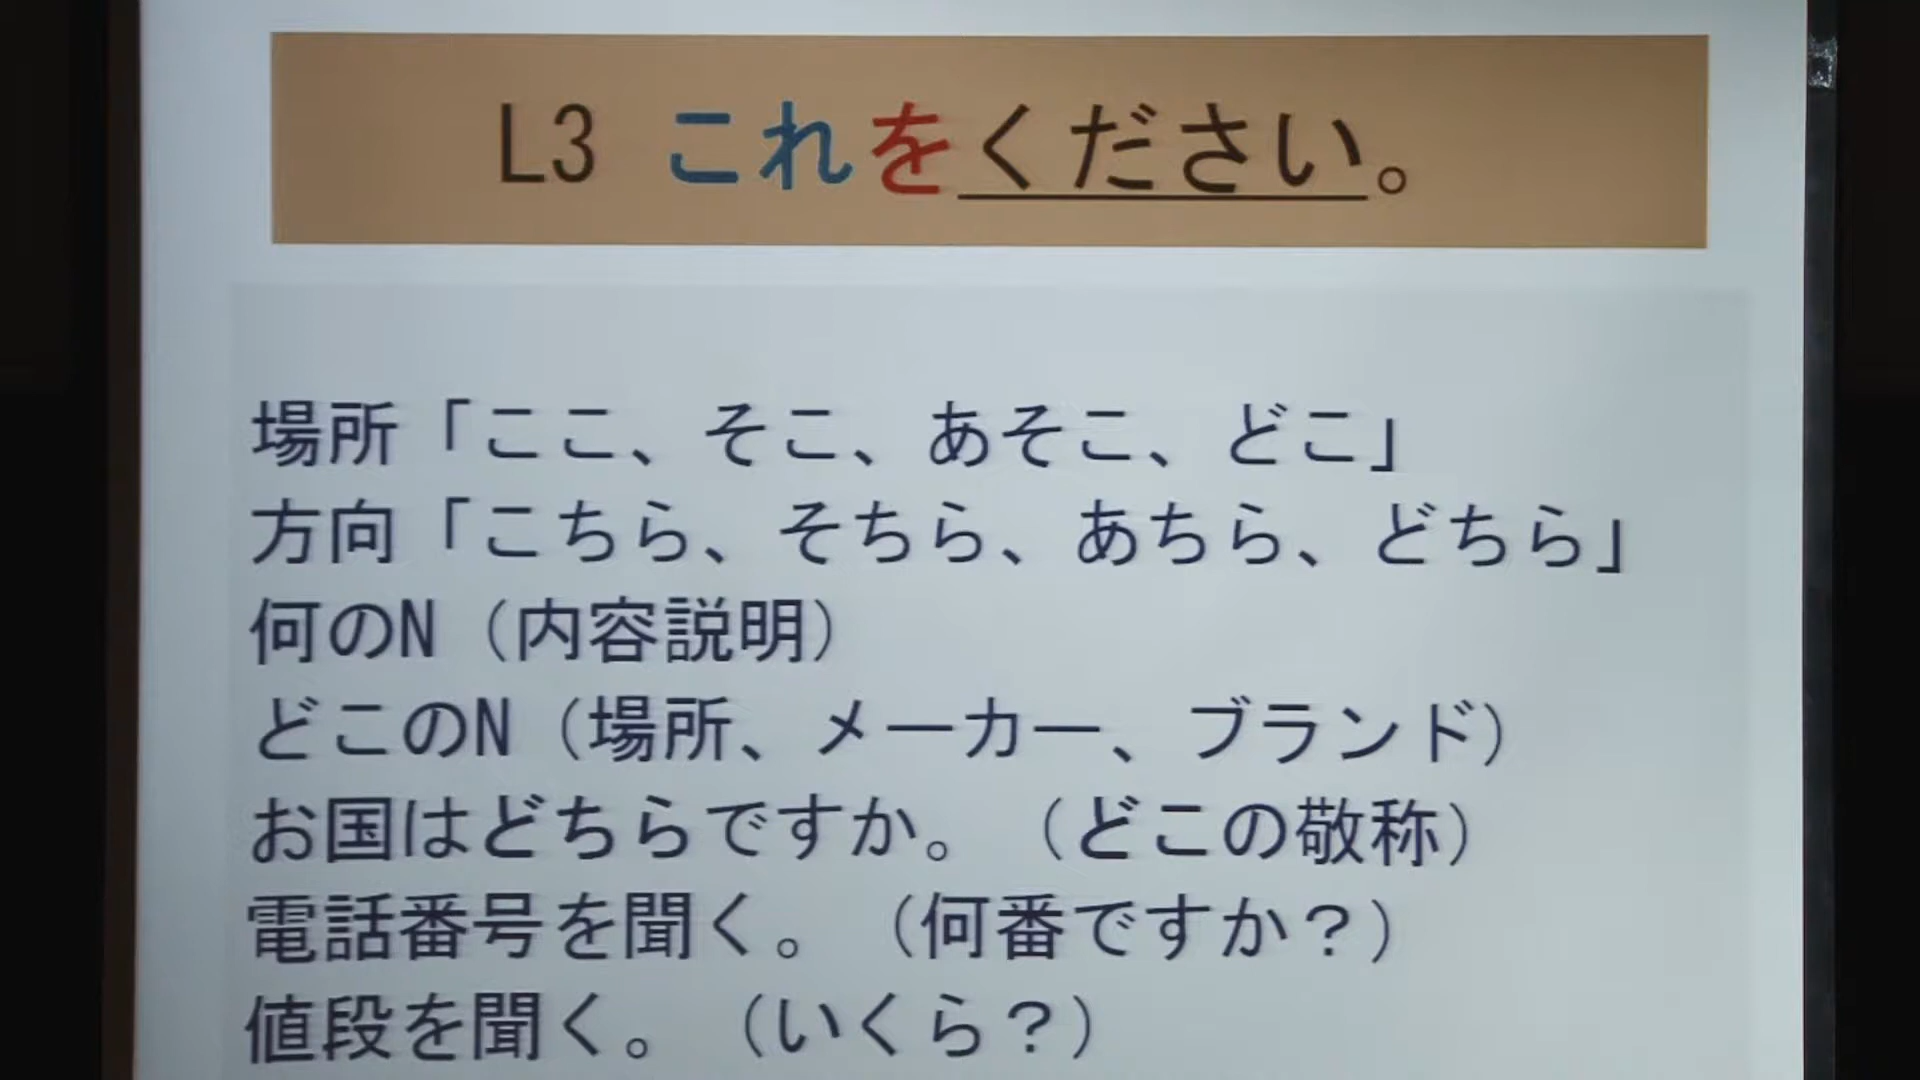 L3 これをください。
場所「ここ、そこ、あそこ、どこ」
方向「こちら、そちら、あちら、どちら」
何のN（内容説明）
どこのN（場所、メーカー、ブランド）
お国はどちらですか。（どこの敬称）
電話番号を聞く。（何番ですか？）
値段を聞く。（いくら？）